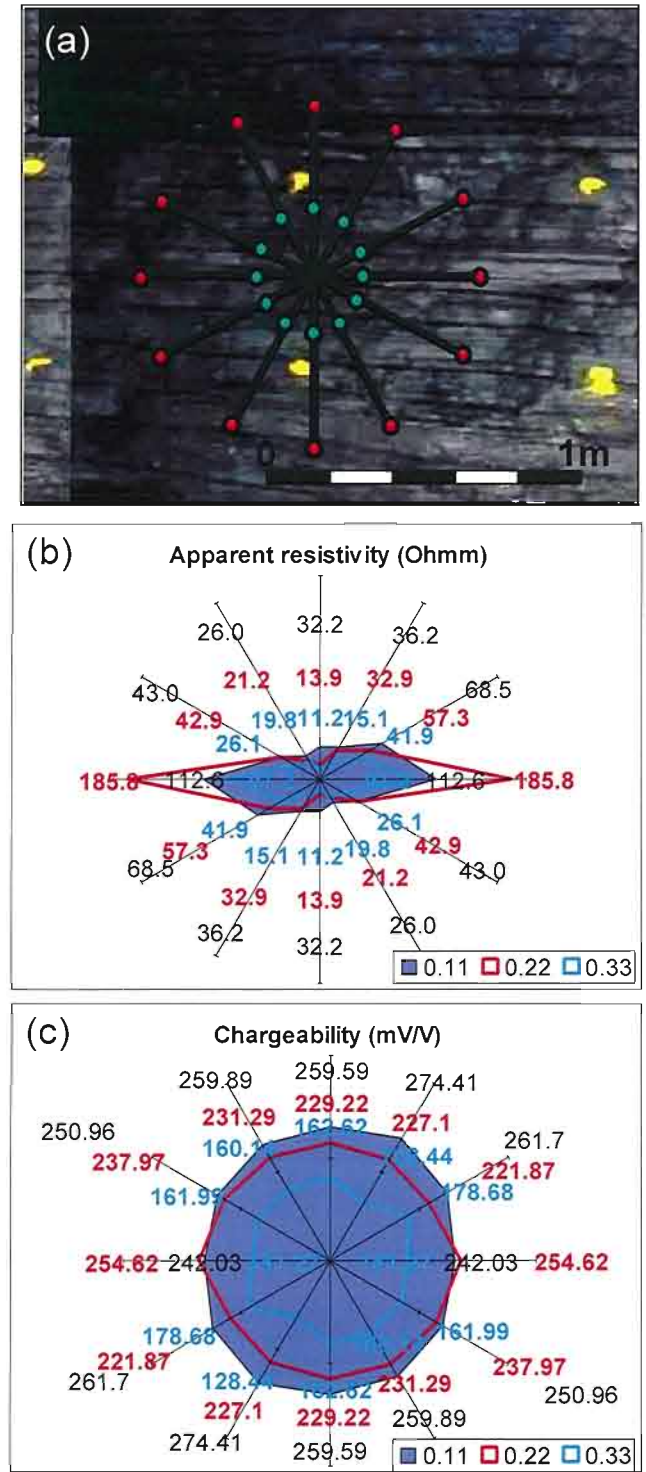 (a)
0 1m
(b)
Apparent resistivity (Ohmm)
26.0 32.2 36.2
21.2 13.9 32.9
43.0 68.5
42.9 19.8 11.2 15.1 57.3
26.1 41.9
185.8 112.6 112.6 185.8
41.9 26.1
57.3 15.1 11.2 19.8 42.9
68.5 43.0
32.9 13.9 21.2
36.2 32.2 26.0
0.11 0.22 0.33
(c)
Chargeability (mV/V)
259.89 259.59 274.41
231.29 229.22 227.1
250.96 261.7
237.97 221.87
161.99 178.68
254.62 242.03 242.03 254.62
178.68 161.99
221.87 237.97
261.7 250.96
128.44 231.29
227.1 229.22 259.89
274.41 259.59
0.11 0.22 0.33